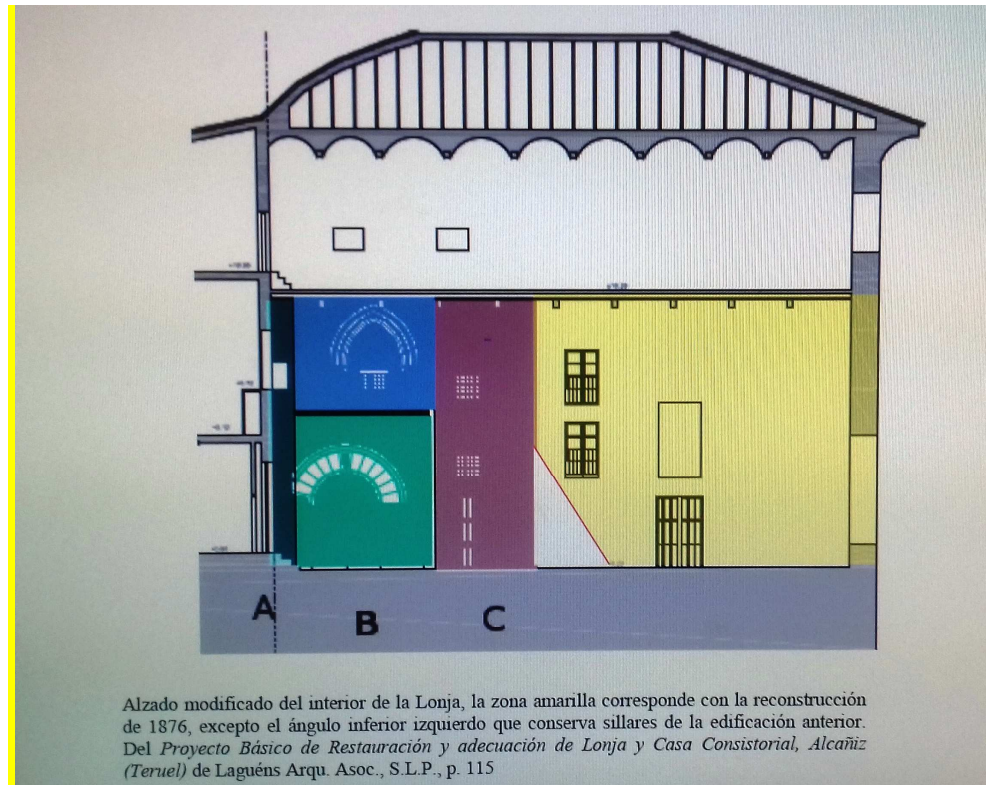 A
B
C
Alzado modificado del interior de la Lonja, la zona amarilla corresponde con la reconstrucción
de 1876, excepto el ángulo inferior izquierdo que conserva sillares de la edificación anterior.
Del Proyecto Básico de Restauración y adecuación de Lonja y Casa Consistorial, Alcañiz
(Teruel) de Laguéns Arqu. Asoc., S.L.P., p. 115